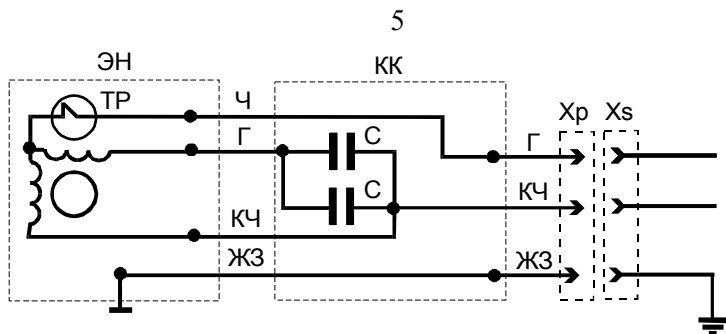 5
ЭН КК
ТР Ч Xp Xs
Г С Г
С КЧ
КЧ
ЖЗ ЖЗ